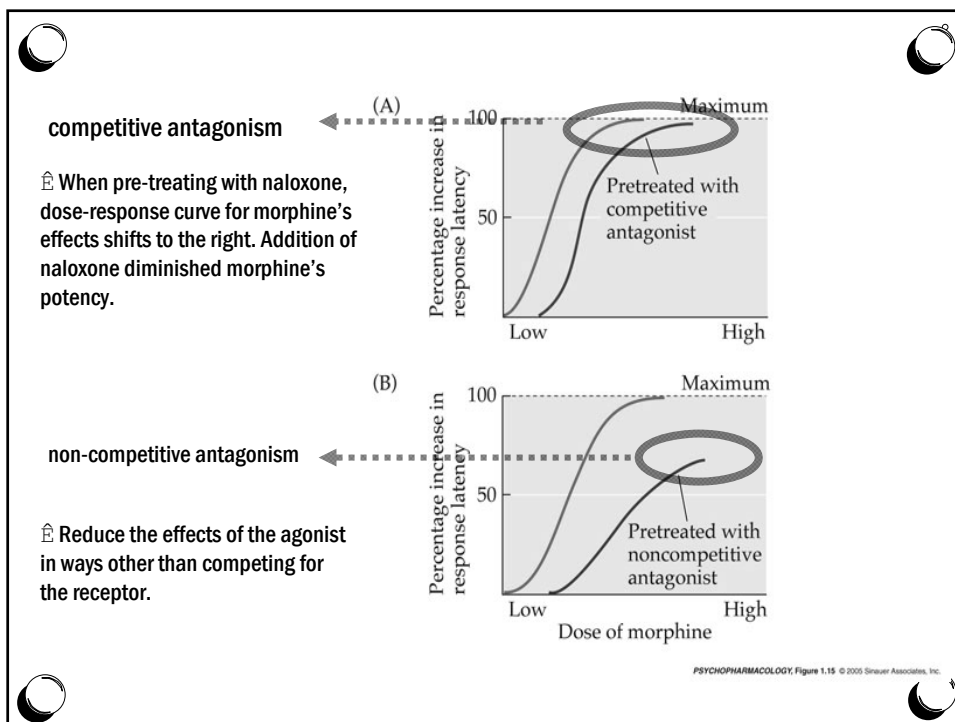 competitive antagonism
Ê When pre-treating with naloxone,
dose-response curve for morphine's
effects shifts to the right. Addition of
naloxone diminished morphine's
potency.
(A)
Maximum
100
50
Percentage increase in
response latency
Pretreated with
competitive
antagonist
Low
High
non-competitive antagonism
Ê Reduce the effects of the agonist
in ways other than competing for
the receptor.
(B)
Maximum
100
50
Percentage increase in
response latency
Pretreated with
noncompetitive
antagonist
Low
High
Dose of morphine
PSYCHOPHARMACOLOGY, Figure 1.15 © 2005 Sinauer Associates, Inc.